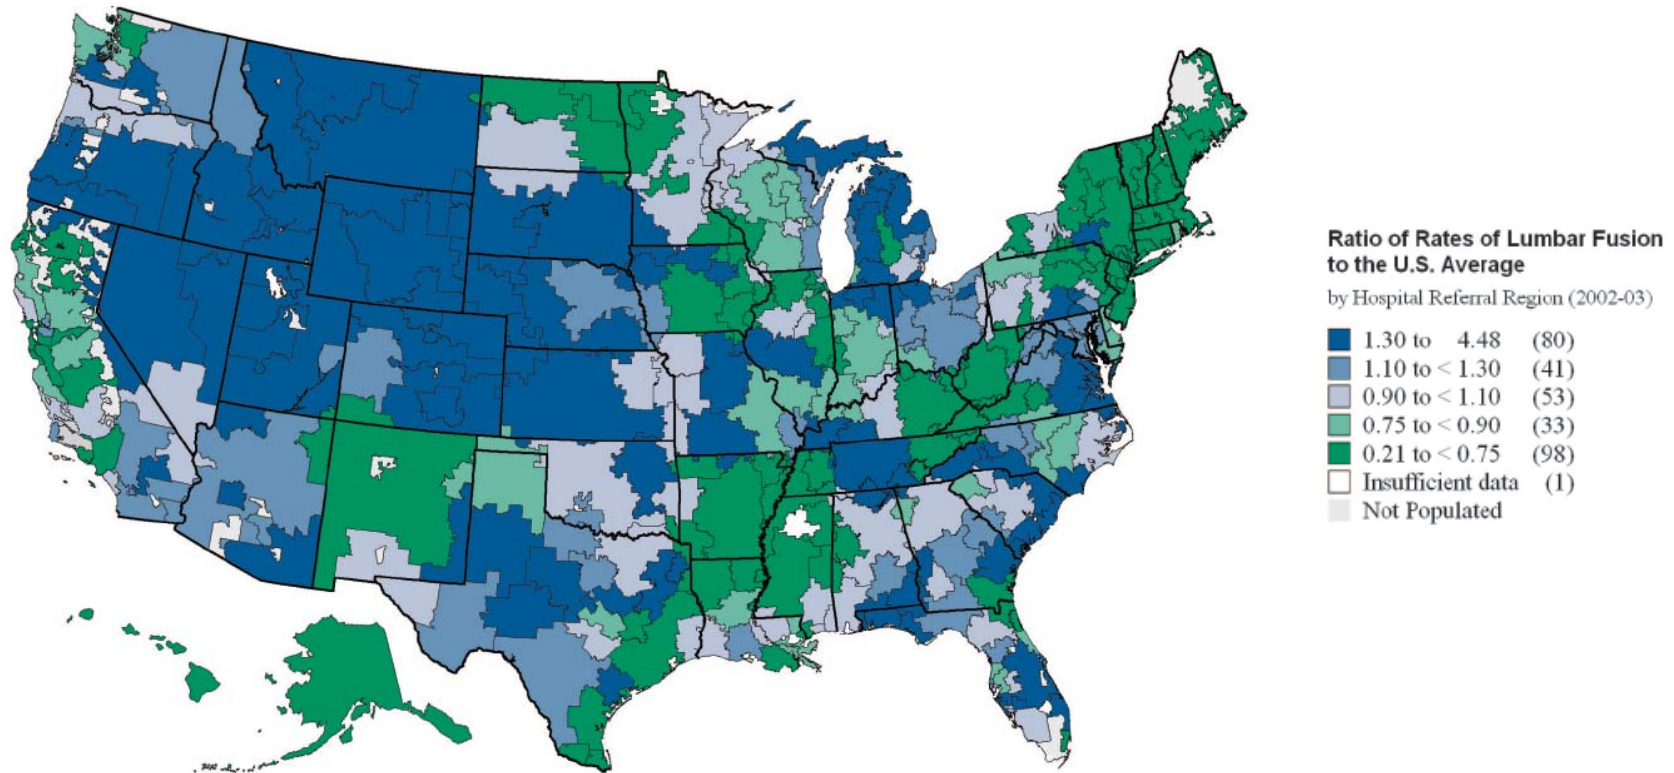 Ratio of Rates of Lumbar Fusion
to the U.S. Average
by Hospital Referral Region (2002-03)
1.30 to 4.48 (80)
1.10 to < 1.30 (41)
0.90 to < 1.10 (53)
0.75 to < 0.90 (33)
0.21 to < 0.75 (98)
Insufficient data (1)
Not Populated